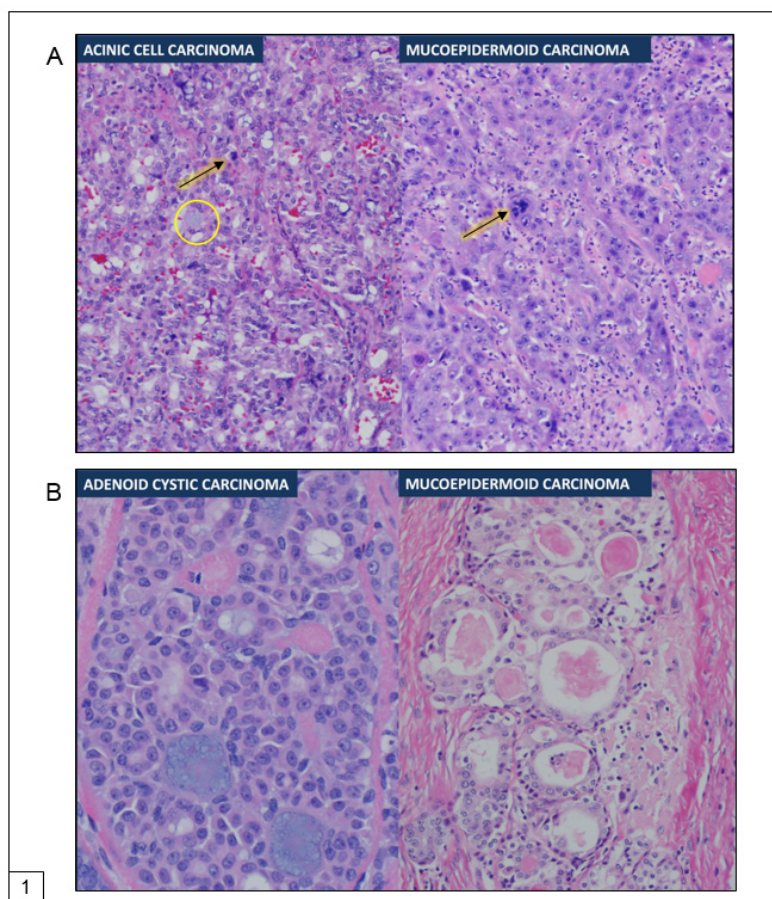 A
ACINIC CELL CARCINOMA
MUCOEPIDERMOID CARCINOMA
B
ADENOID CYSTIC CARCINOMA
MUCOEPIDERMOID CARCINOMA
1